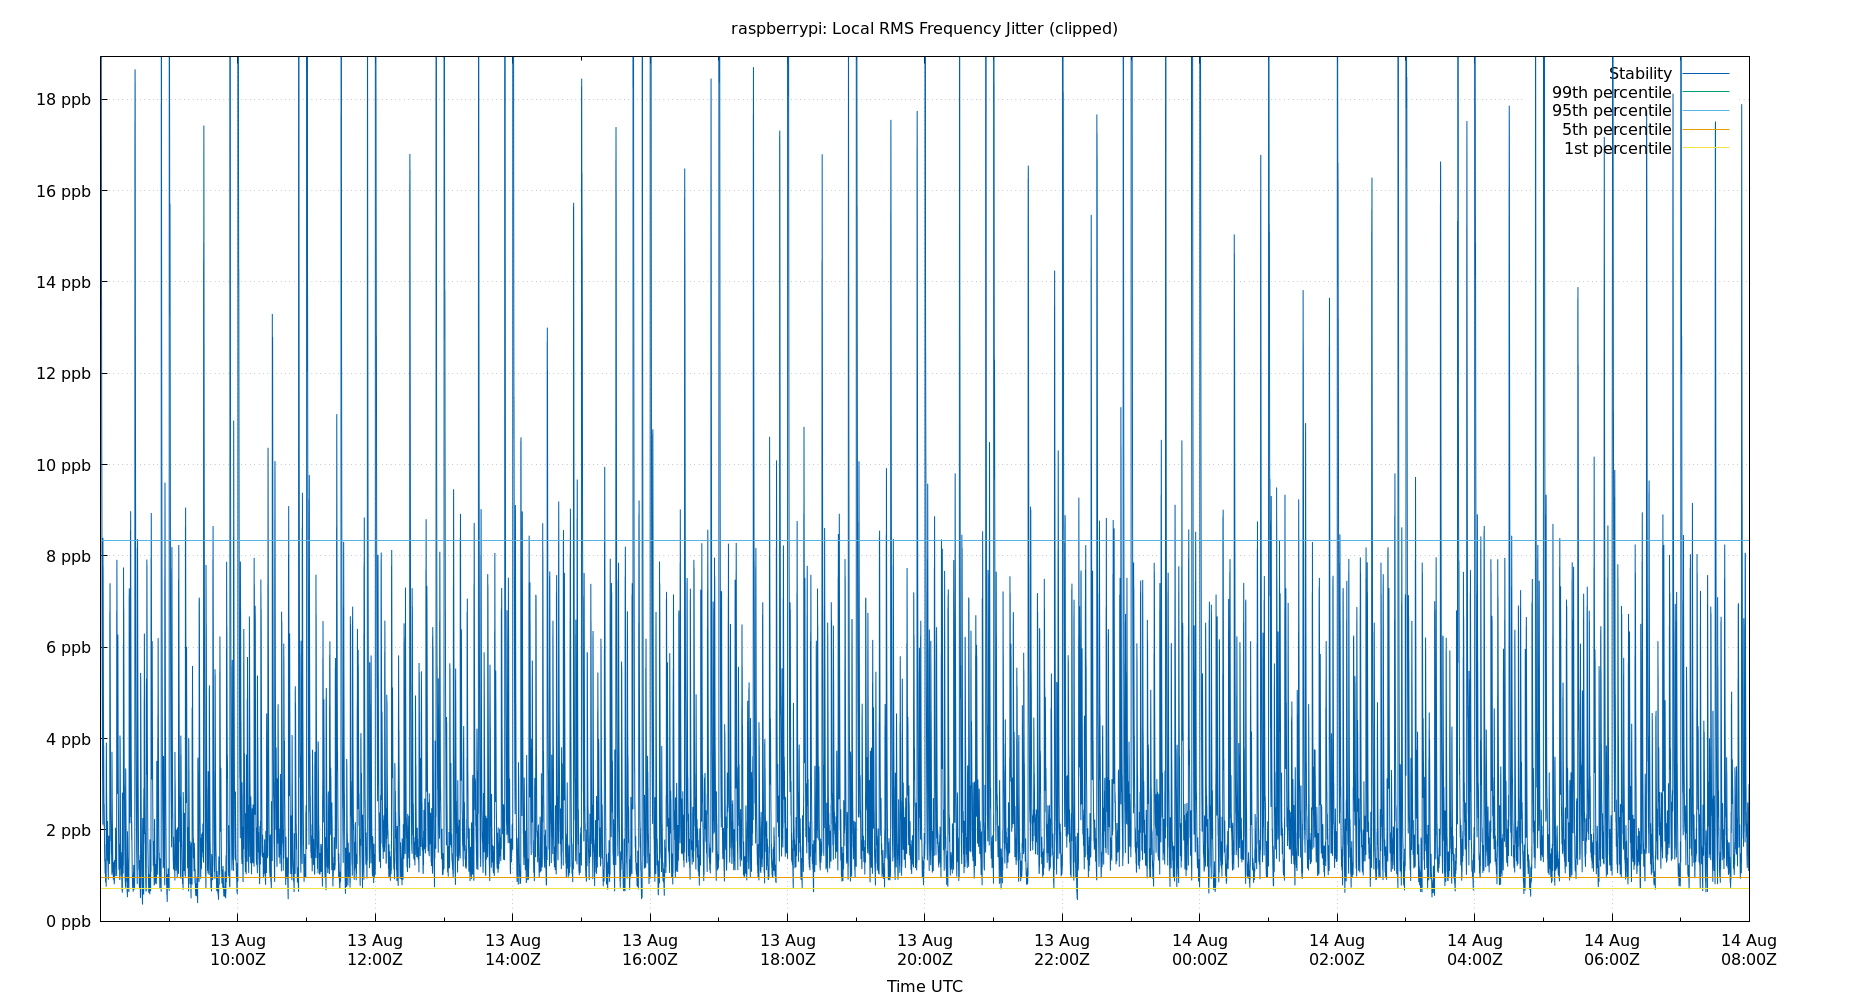 raspberrypi: Local RMS Frequency Jitter (clipped)
18 ppb
16 ppb
14 ppb
12 ppb
10 ppb
8 ppb
6 ppb
4 ppb
2 ppb
0 ppb
Stability
99th percentile
95th percentile
5th percentile
1st percentile
13 Aug 13 Aug 13 Aug 13 Aug 13 Aug 13 Aug 13 Aug 14 Aug 14 Aug 14 Aug 14 Aug 14 Aug
10:00Z 12:00Z 14:00Z 16:00Z 18:00Z 20:00Z 22:00Z 00:00Z 02:00Z 04:00Z 06:00Z 08:00Z
Time UTC